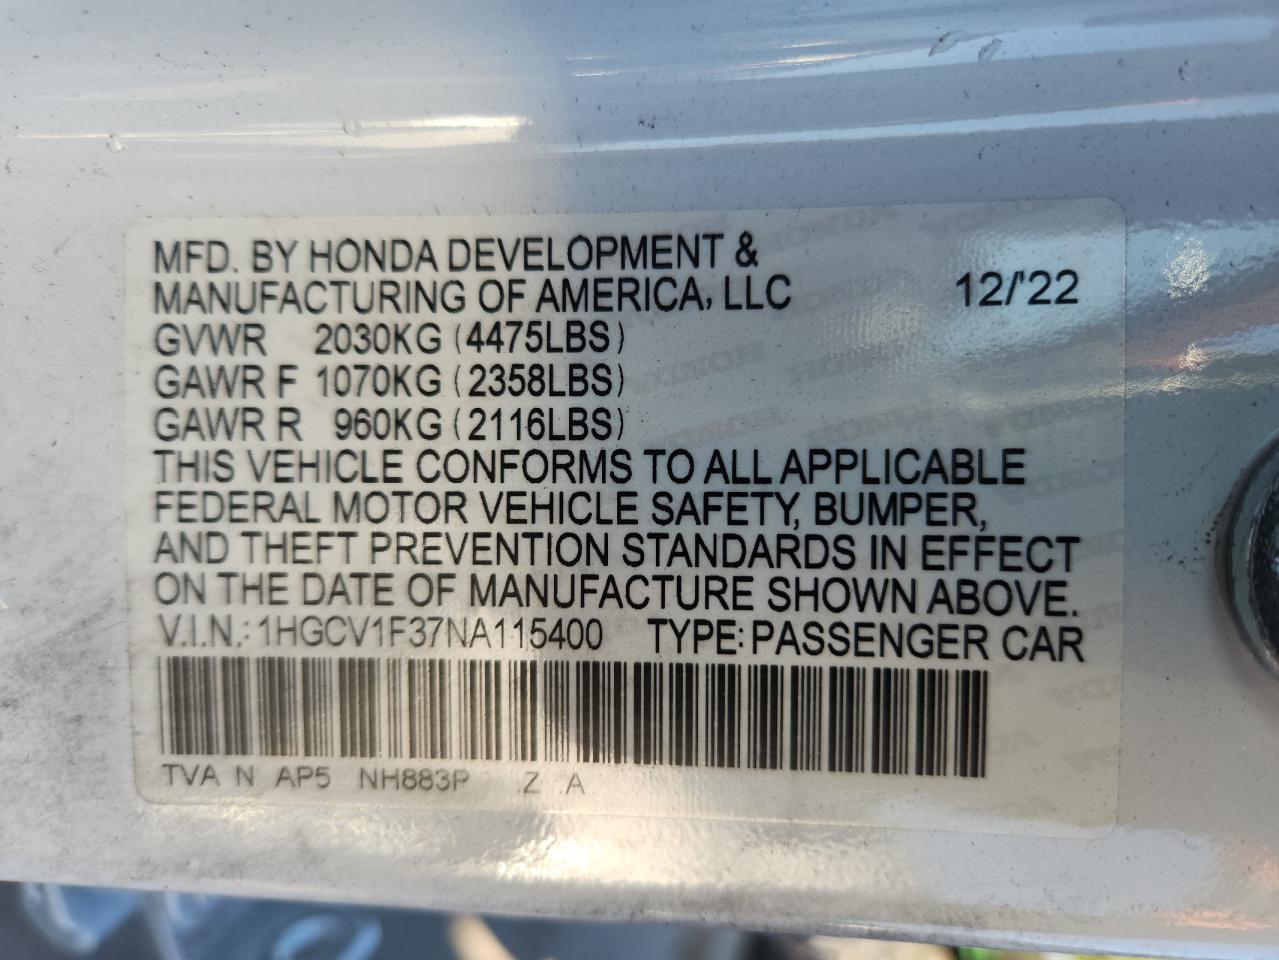 MFD. BY HONDA DEVELOPMENT &
MANUFACTURING OF AMERICA, LLC 12/'22
GVWR 2030KG (4475LBS)
GAWR F 1070KG (2358LBS)
GAWR R 960KG (2116LBS)
THIS VEHICLE CONFORMS TO ALL APPLICABLE
FEDERAL MOTOR VEHICLE SAFETY, BUMPER,
AND THEFT PREVENTION STANDARDS IN EFFECT
ON THE DATE OF MANUFACTURE SHOWN ABOVE.
V.I.N.: 1HGCV1F37NA115400 TYPE: PASSENGER CAR
TVA N AP5 NH883P Z A